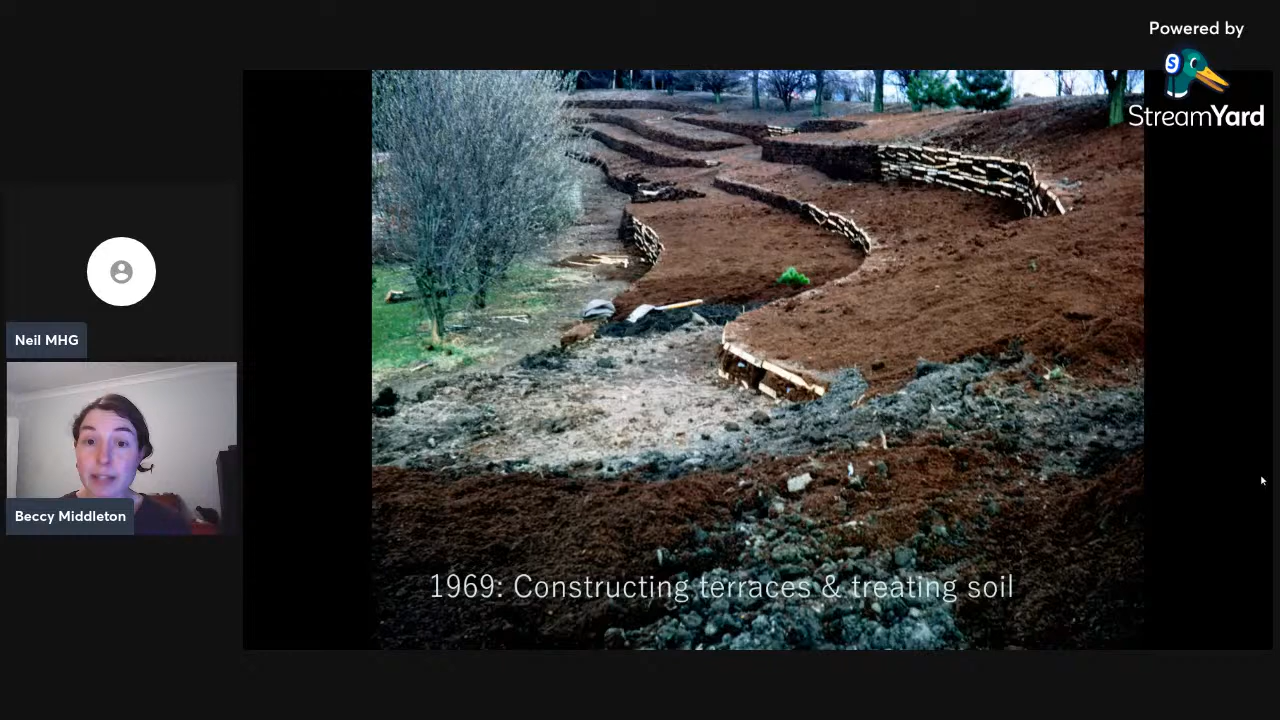 Powered by
S
StreamYard
Neil MHG
Beccy Middleton
1969: Constructing terraces & treating soil